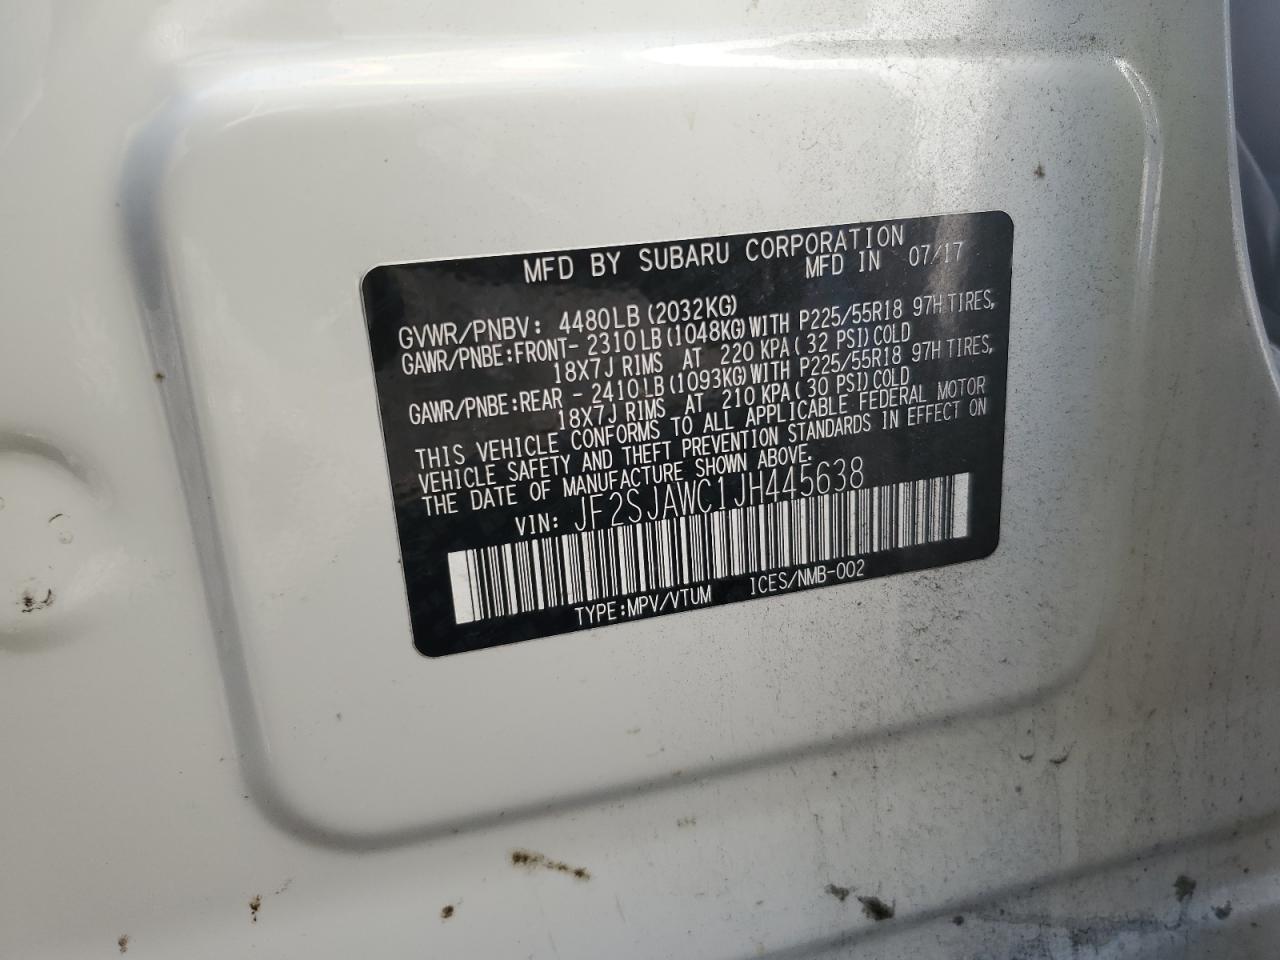 MFD BY SUBARU CORPORATION
MFD IN 07/17
GVWR/PNBV: 4480LB (2032KG)
GAWR/PNBE:FRONT- 2310LB (1048KG) WITH P225/55R18 97H TIRES,
18X7J RIMS AT 220 KPA ( 32 PSI) COLD
GAWR/PNBE:REAR - 2410LB (1093KG) WITH P225/55R18 97H TIRES,
18X7J RIMS AT 210 KPA ( 30 PSI) COLD
THIS VEHICLE CONFORMS TO ALL APPLICABLE FEDERAL MOTOR
VEHICLE SAFETY AND THEFT PREVENTION STANDARDS IN EFFECT ON
THE DATE OF MANUFACTURE SHOWN ABOVE.
VIN: JF2SJAWC1JH445638
TYPE:MPV/VTUM ICES/NMB-002